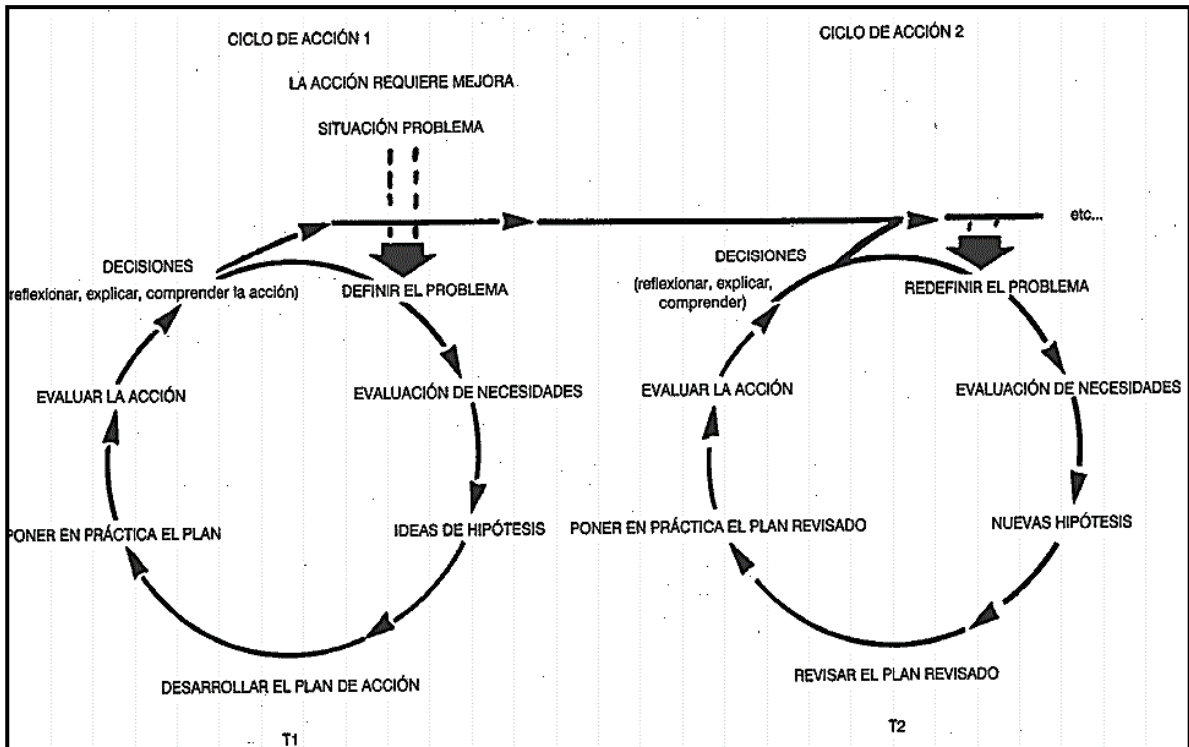 CICLO DE ACCIÓN 1
LA ACCIÓN REQUIERE MEJORA
SITUACIÓN PROBLEMA
DECISIONES
(reflexionar, explicar, comprender la acción)
DEFINIR EL PROBLEMA
EVALUAR LA ACCIÓN
EVALUACIÓN DE NECESIDADES
PONER EN PRÁCTICA EL PLAN
IDEAS DE HIPÓTESIS
DESARROLLAR EL PLAN DE ACCIÓN
T1
CICLO DE ACCIÓN 2
etc...
DECISIONES
(reflexionar, explicar,
comprender)
REDEFINIR EL PROBLEMA
EVALUAR LA ACCIÓN
EVALUACIÓN DE NECESIDADES
PONER EN PRÁCTICA EL PLAN REVISADO
NUEVAS HIPÓTESIS
REVISAR EL PLAN REVISADO
T2